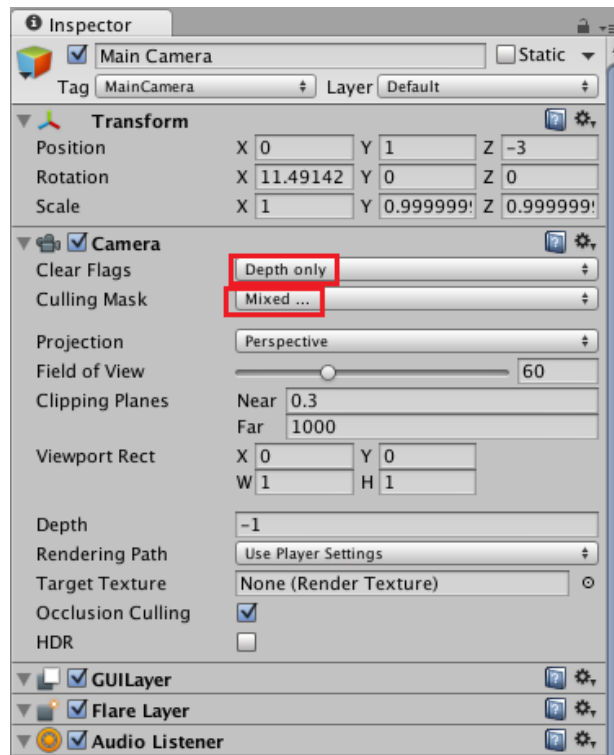 Inspector
Main Camera Static
Tag MainCamera Layer Default
Transform
Position X 0 Y 1 Z -3
Rotation X 11.49142 Y 0 Z 0
Scale X 1 Y 0.9999999 Z 0.9999999
Camera
Clear Flags Depth only
Culling Mask Mixed ...
Projection Perspective
Field of View 60
Clipping Planes Near 0.3
Far 1000
Viewport Rect X 0 Y 0
W 1 H 1
Depth -1
Rendering Path Use Player Settings
Target Texture None (Render Texture)
Occlusion Culling
HDR
GUILayer
Flare Layer
Audio Listener